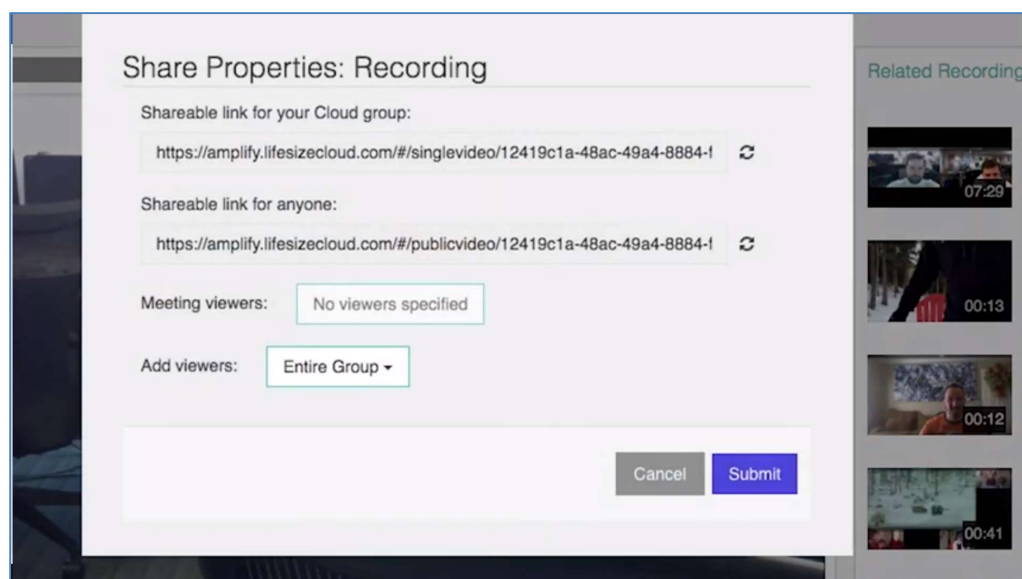 Share Properties: Recording
Shareable link for your Cloud group:
https://amplify.lifesizecloud.com/#/singlevideo/12419c1a-48ac-49a4-8884-f
Shareable link for anyone:
https://amplify.lifesizecloud.com/#/publicvideo/12419c1a-48ac-49a4-8884-f
Meeting viewers: No viewers specified
Add viewers: Entire Group
Cancel Submit
Related Recording
07:29
00:13
00:12
00:41